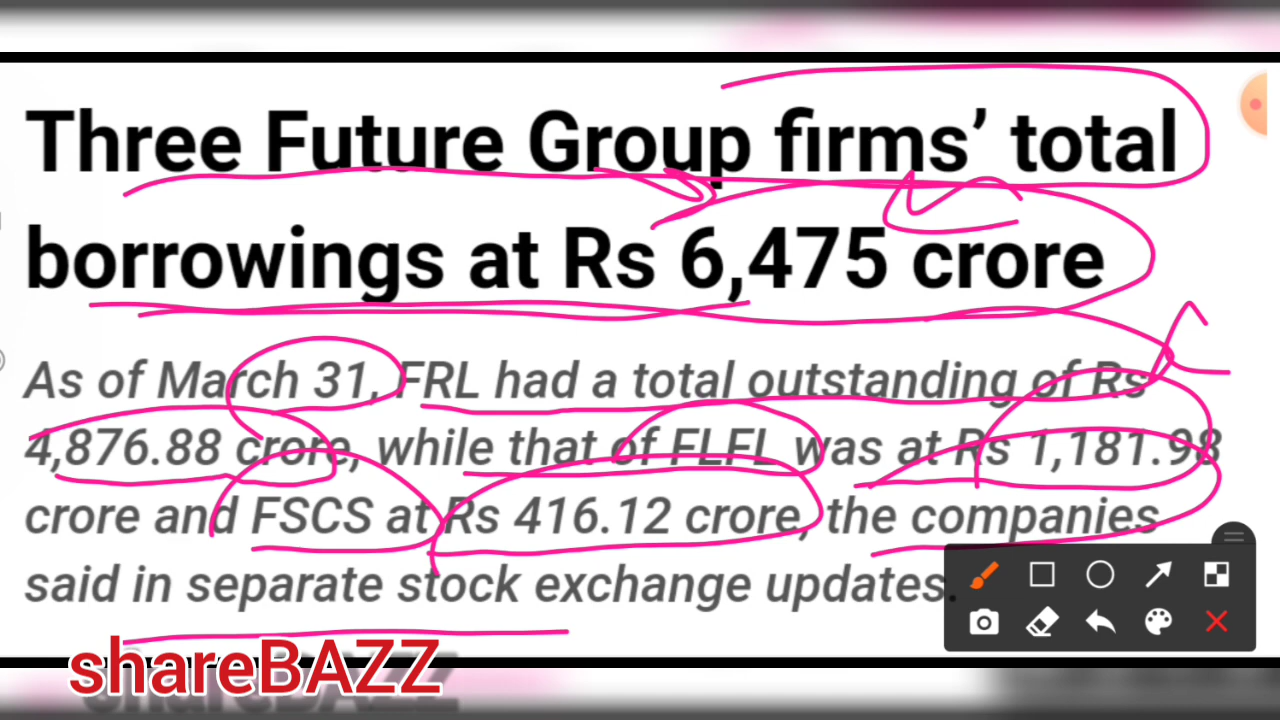 Three Future Group firms’ total
borrowings at Rs 6,475 crore
As of March 31, FRL had a total outstanding of Rs
4,876.88 crore, while that of FLFL was at Rs 1,181.98
crore and FSCS at Rs 416.12 crore, the companies
said in separate stock exchange updates.
shareBAZZ